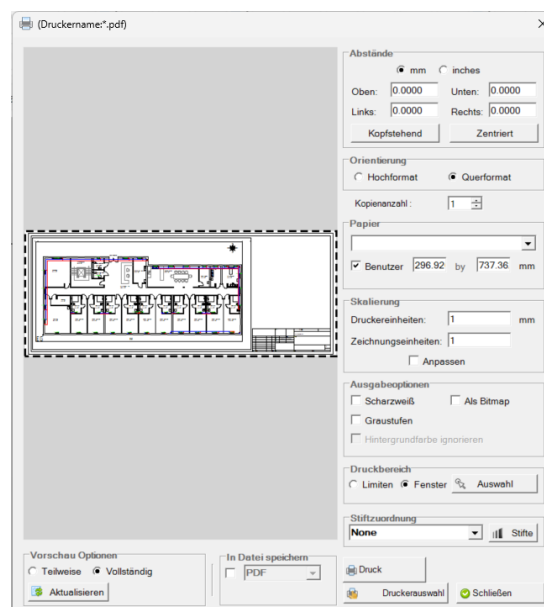 (Druckername:*.pdf)
Abstände
mm inches
Oben: 0.0000 Unten: 0.0000
Links: 0.0000 Rechts: 0.0000
Kopfstehend Zentriert
Orientierung
Hochformat Querformat
Kopienanzahl : 1
Papier
Benutzer 296.92 by 737.36 mm
Skalierung
Druckereinheiten: 1 mm
Zeichnungseinheiten: 1
Anpassen
Ausgabeoptionen
Scharzweiß Als Bitmap
Graustufen
Hintergrundfarbe ignorieren
Druckbereich
Limiten Fenster Auswahl
Stiftzuordnung
None Stifte
Vorschau Optionen
Teilweise Vollständig
Aktualisieren
In Datei speichern
PDF
Druck
Druckerauswahl Schließen